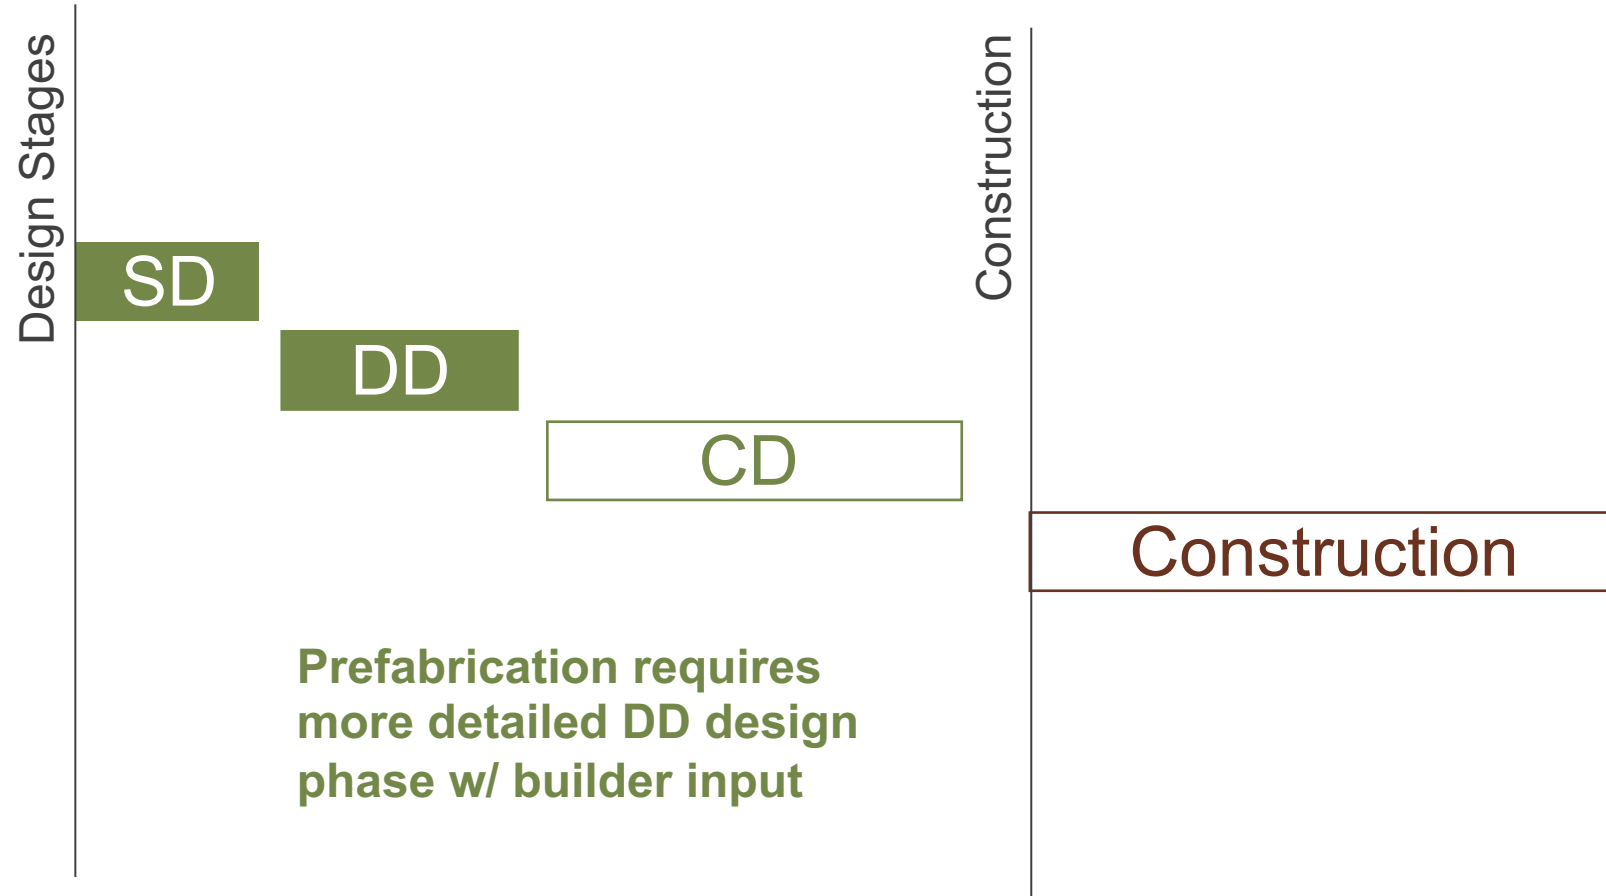 Design Stages
Construction
SD
DD
CD
Construction
Prefabrication requires
more detailed DD design
phase w/ builder input